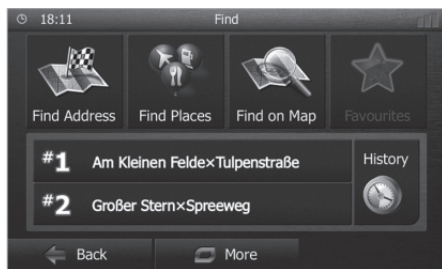 18:11 Find
Find Address Find Places Find on Map Favourites
#1 Am Kleinen Felde×Tulpenstraße
History
#2 Großer Stern×Spreeweg
Back More